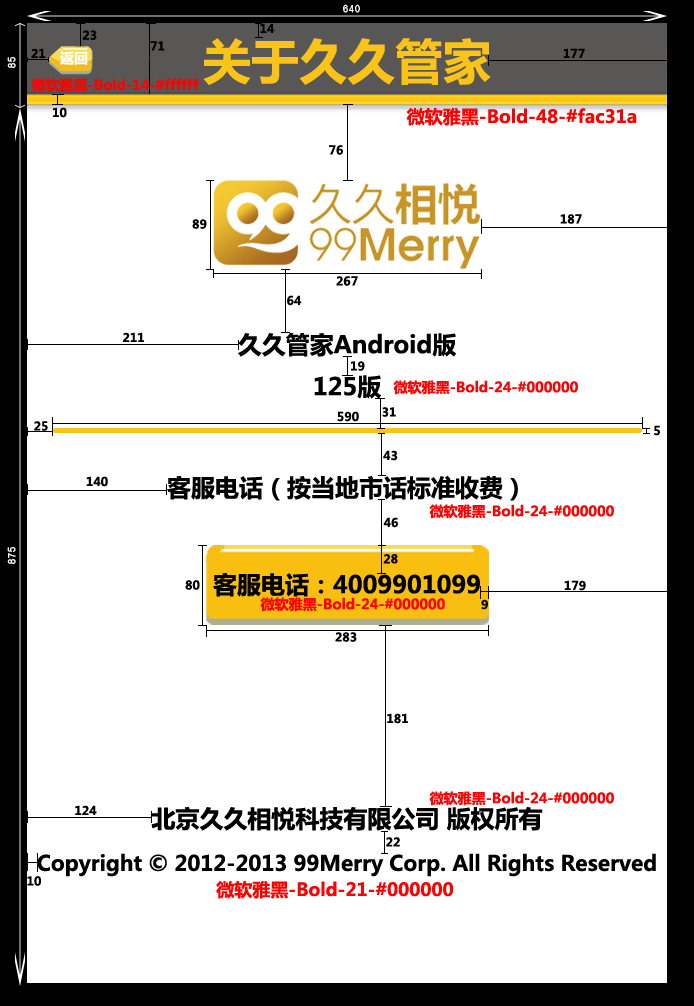 640
14
23
71
21
返回
关于久久管家
177
85
微软雅黑-Bold-14-#ffffff
10
微软雅黑-Bold-48-#fac31a
76
久久相悦
99Merry
89
187
267
64
211
久久管家Android版
19
125版
微软雅黑-Bold-24-#000000
31
590
25
5
43
140
客服电话（按当地市话标准收费）
微软雅黑-Bold-24-#000000
46
875
28
80
客服电话：4009901099
179
微软雅黑-Bold-24-#000000
9
283
181
微软雅黑-Bold-24-#000000
124
北京久久相悦科技有限公司 版权所有
22
Copyright © 2012-2013 99Merry Corp. All Rights Reserved
10
微软雅黑-Bold-21-#000000